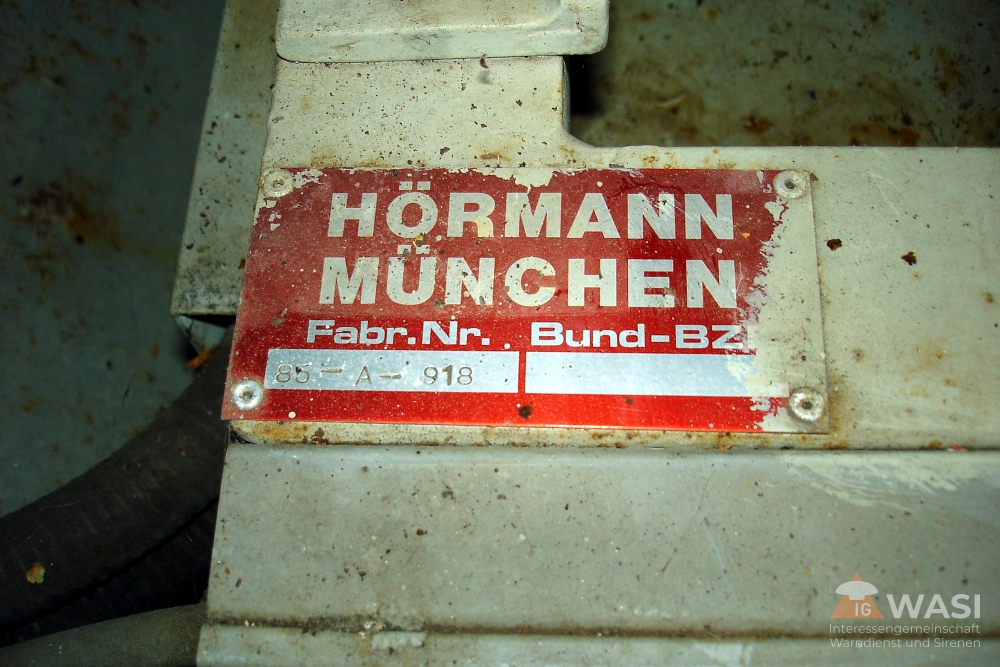 HÖRMANN
MÜNCHEN
Fabr.Nr. Bund-BZ.
85-A-918
IG WASI
Interessengemeinschaft
Warndienst und Sirenen